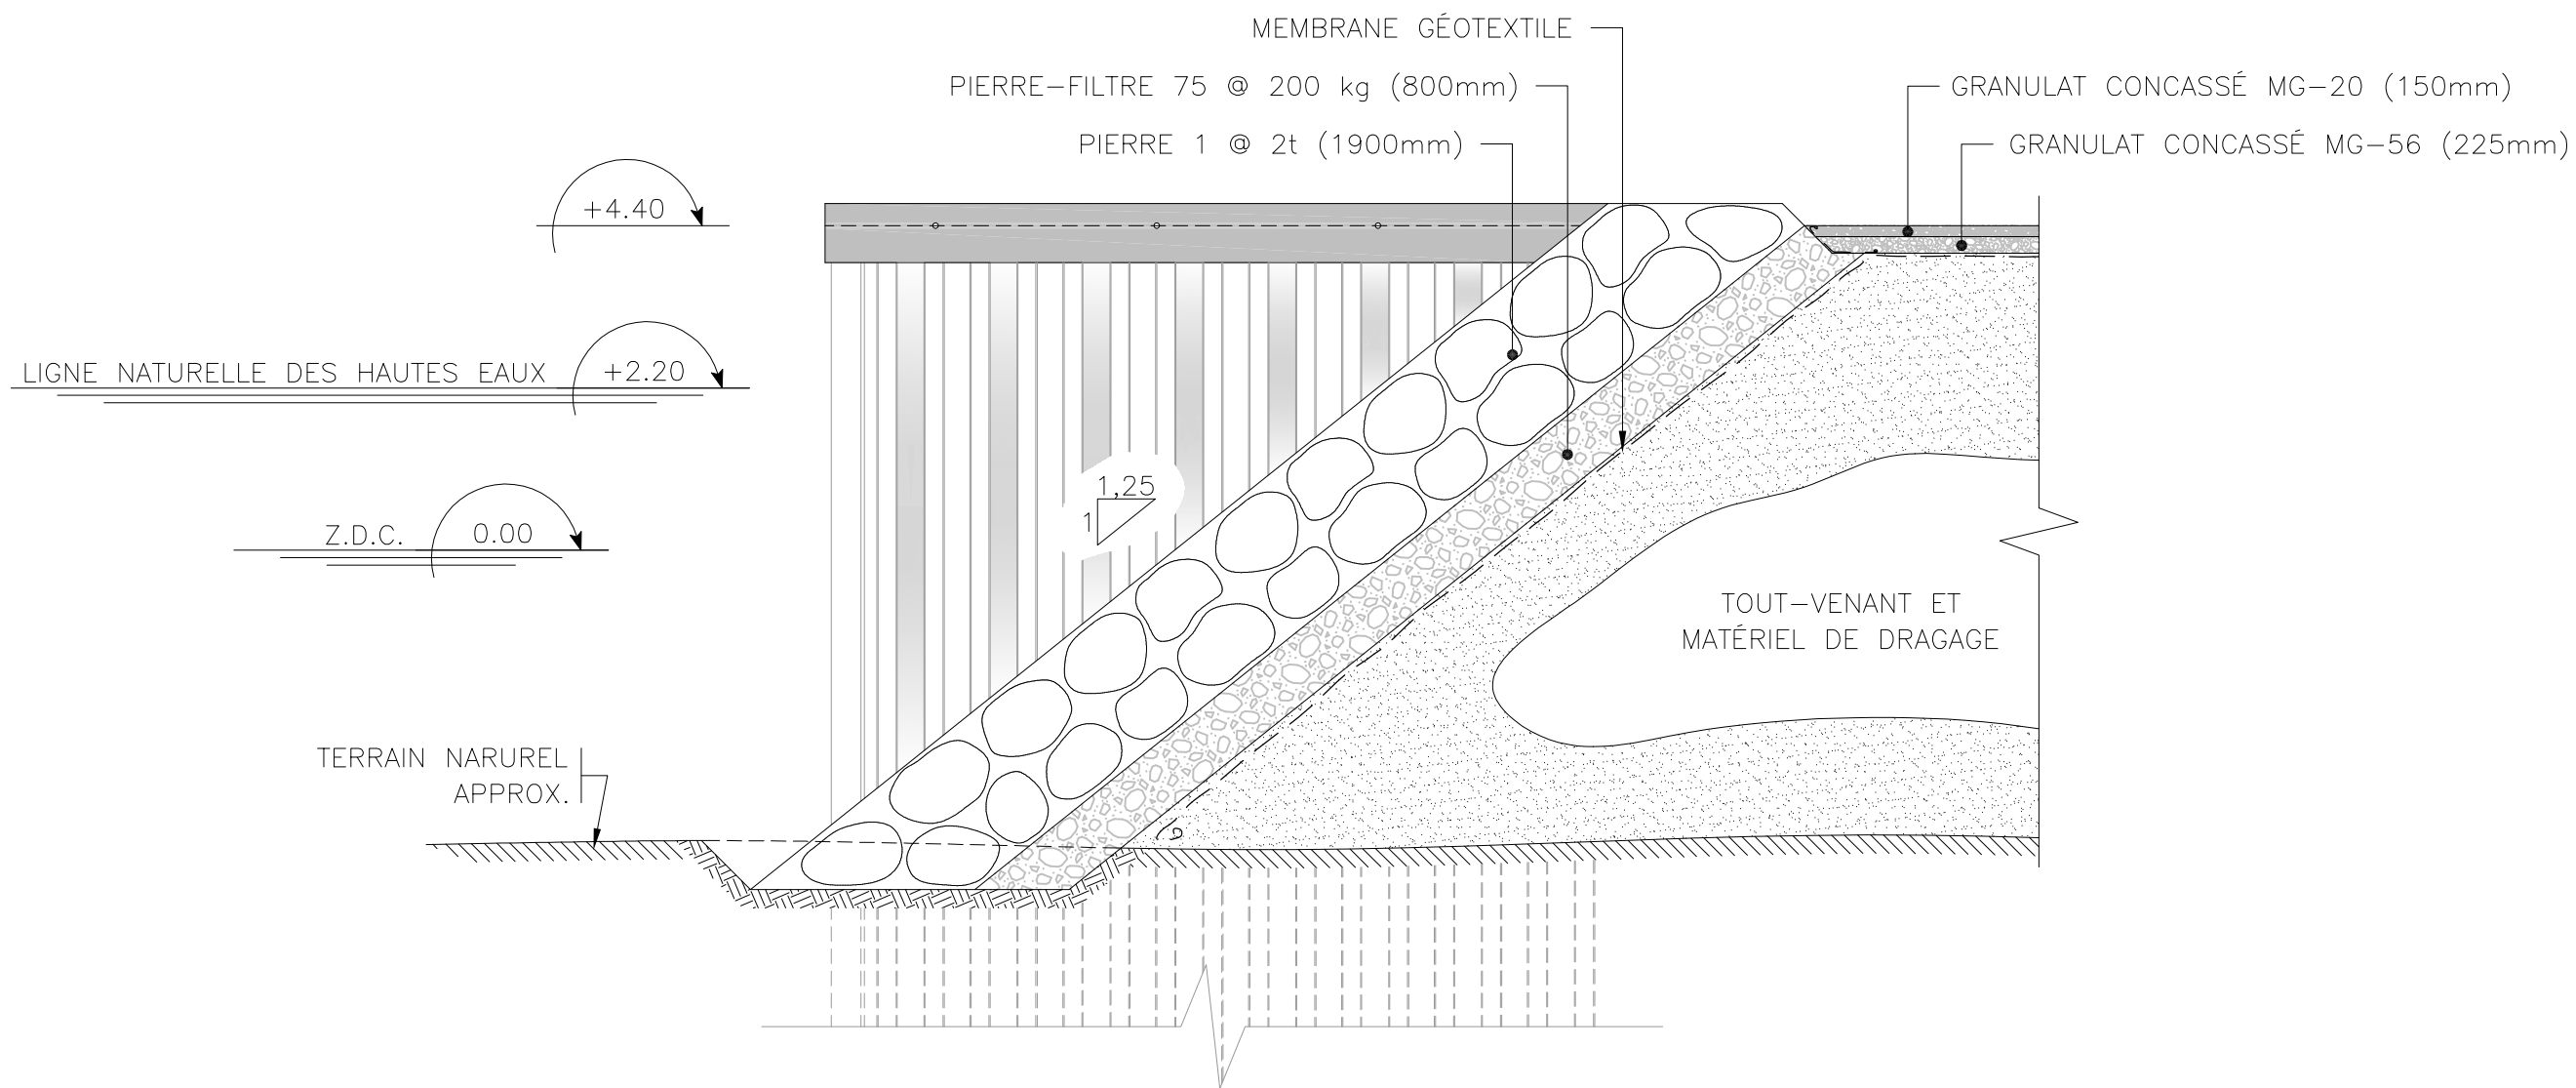 MEMBRANE GÉOTEXTILE
PIERRE-FILTRE 75 @ 200 kg (800mm)
GRANULAT CONCASSÉ MG-20 (150mm)
PIERRE 1 @ 2t (1900mm)
GRANULAT CONCASSÉ MG-56 (225mm)
+4.40
LIGNE NATURELLE DES HAUTES EAUX +2.20
1,25
1
Z.D.C. 0.00
TOUT-VENANT ET
MATÉRIEL DE DRAGAGE
TERRAIN NARUREL
APPROX.